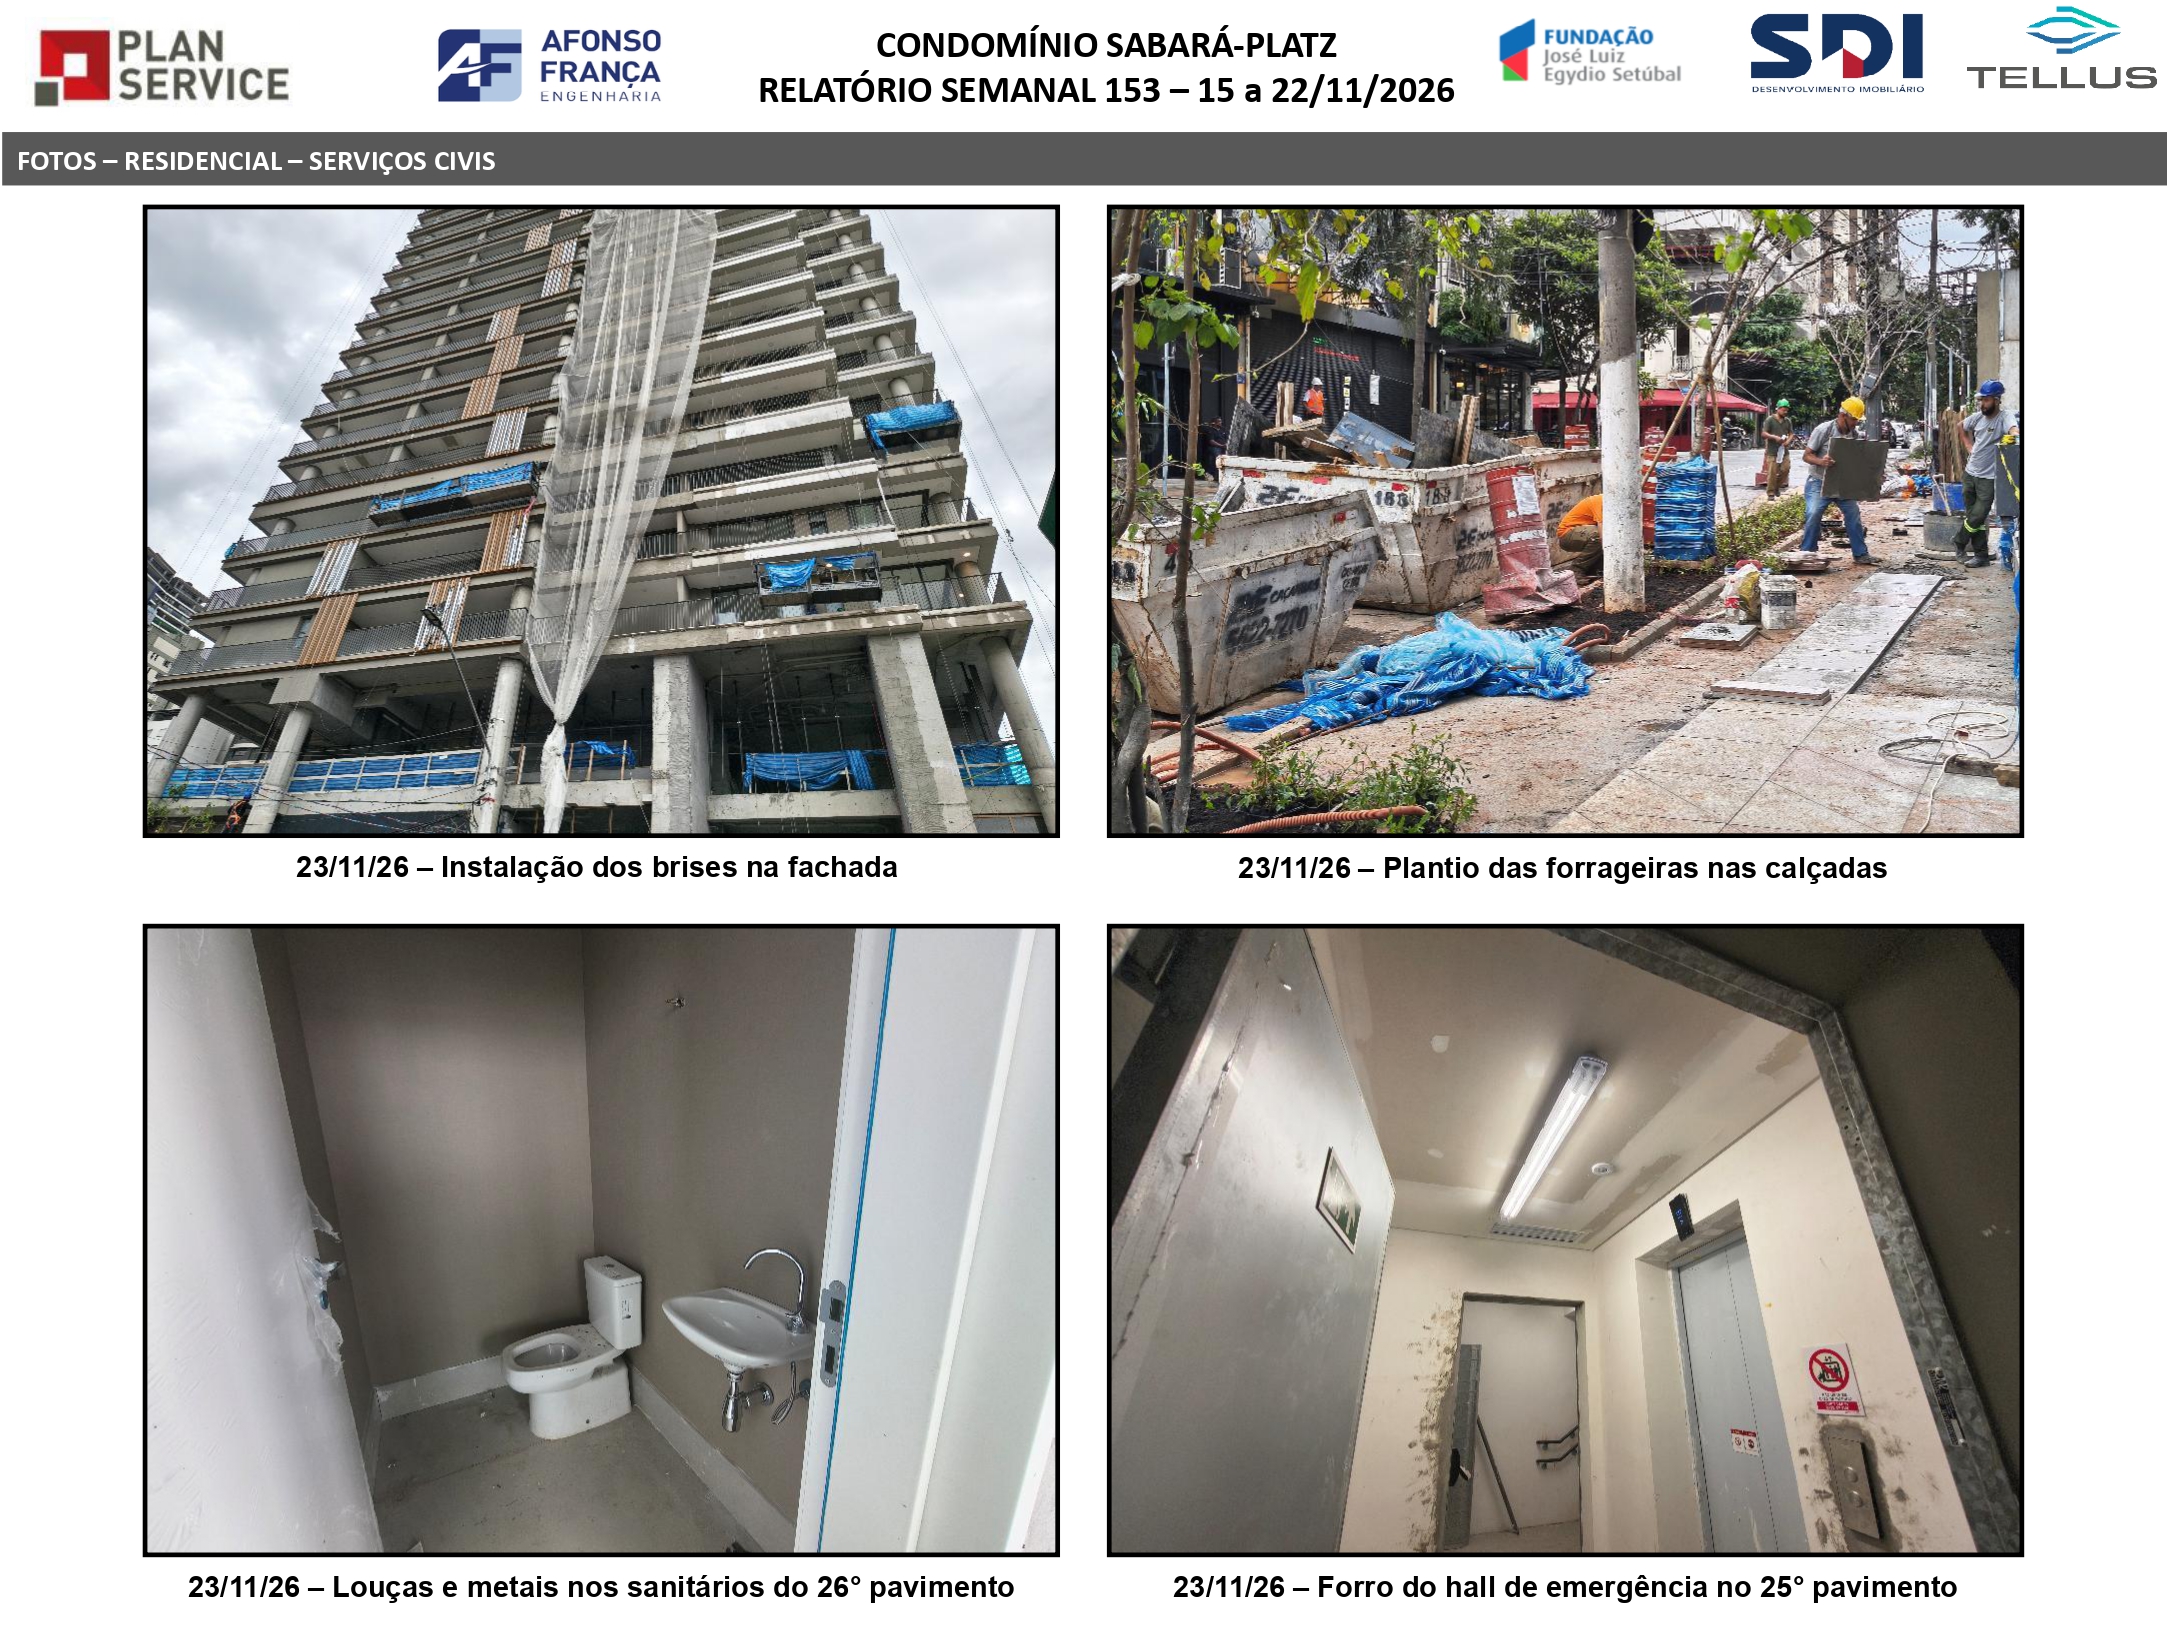 PLAN
SERVICE
AFONSO
FRANÇA
ENGENHARIA
CONDOMÍNIO SABARÁ-PLATZ
RELATÓRIO SEMANAL 153 – 15 a 22/11/2026
FUNDAÇÃO
José Luiz
Egydio Setúbal
SDI
DESENVOLVIMENTO IMOBILIÁRIO
TELLUS
FOTOS – RESIDENCIAL – SERVIÇOS CIVIS
188
5622-7270
23/11/26 – Instalação dos brises na fachada
23/11/26 – Plantio das forrageiras nas calçadas
23/11/26 – Louças e metais nos sanitários do 26° pavimento
23/11/26 – Forro do hall de emergência no 25° pavimento